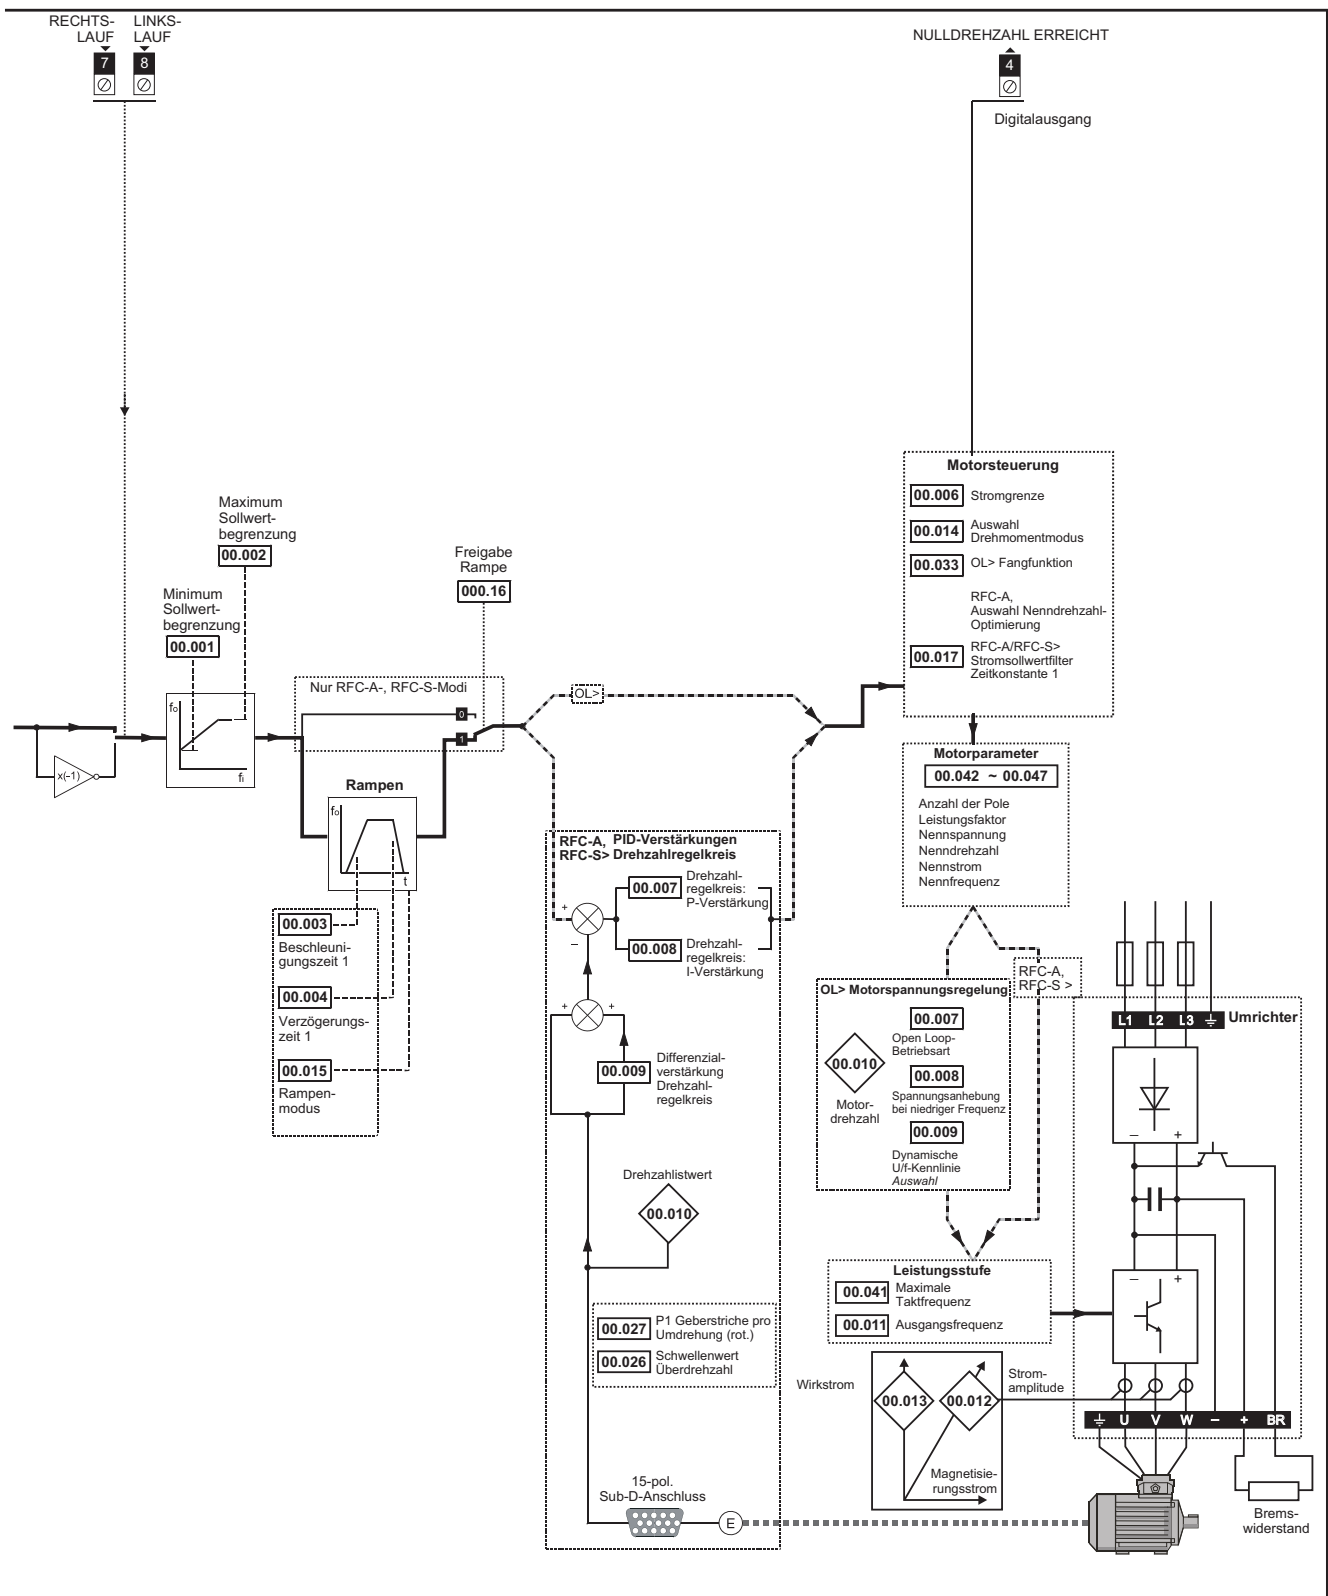 RECHTS-
LAUF
LINKS-
LAUF
7
8
NULLDREHZAHL ERREICHT
4
Digitalausgang
Motorsteuerung
00.006 Stromgrenze
00.014 Auswahl
Drehmomentmodus
00.033 OL> Fangfunktion
RFC-A,
Auswahl Nenndrehzahl-
Optimierung
00.017 RFC-A/RFC-S>
Stromsollwertfilter
Zeitkonstante 1
Maximum
Sollwert-
begrenzung
00.002
Minimum
Sollwert-
begrenzung
00.001
Freigabe
Rampe
000.16
Nur RFC-A-, RFC-S-Modi
0
1
OL>
x(-1)
fo
fi
Rampen
fo
t
00.003
Beschleuni-
gungszeit 1
00.004
Verzögerungs-
zeit 1
00.015
Rampen-
modus
RFC-A, PID-Verstärkungen
RFC-S> Drehzahlregelkreis
00.007 Drehzahl-
regelkreis:
P-Verstärkung
00.008 Drehzahl-
regelkreis:
I-Verstärkung
+
–
+ +
00.009 Differenzial-
verstärkung
Drehzahl-
regelkreis
Drehzahlistwert
00.010
00.027 P1 Geberstriche pro
Umdrehung (rot.)
00.026 Schwellenwert
Überdrehzahl
15-pol.
Sub-D-Anschluss
E
Motorparameter
00.042 ~ 00.047
Anzahl der Pole
Leistungsfaktor
Nennspannung
Nenndrehzahl
Nennstrom
Nennfrequenz
RFC-A,
RFC-S >
OL> Motorspannungsregelung
00.007
Open Loop-
Betriebsart
00.010
Motor-
drehzahl
00.008
Spannungsanhebung
bei niedriger Frequenz
00.009
Dynamische
U/f-Kennlinie
Auswahl
Leistungsstufe
00.041 Maximale
Taktfrequenz
00.011 Ausgangsfrequenz
Wirkstrom
00.013
00.012
Strom-
amplitude
Magnetisie-
rungsstrom
L1 L2 L3
Umrichter
– +
– +
U V W – + BR
Brems-
widerstand